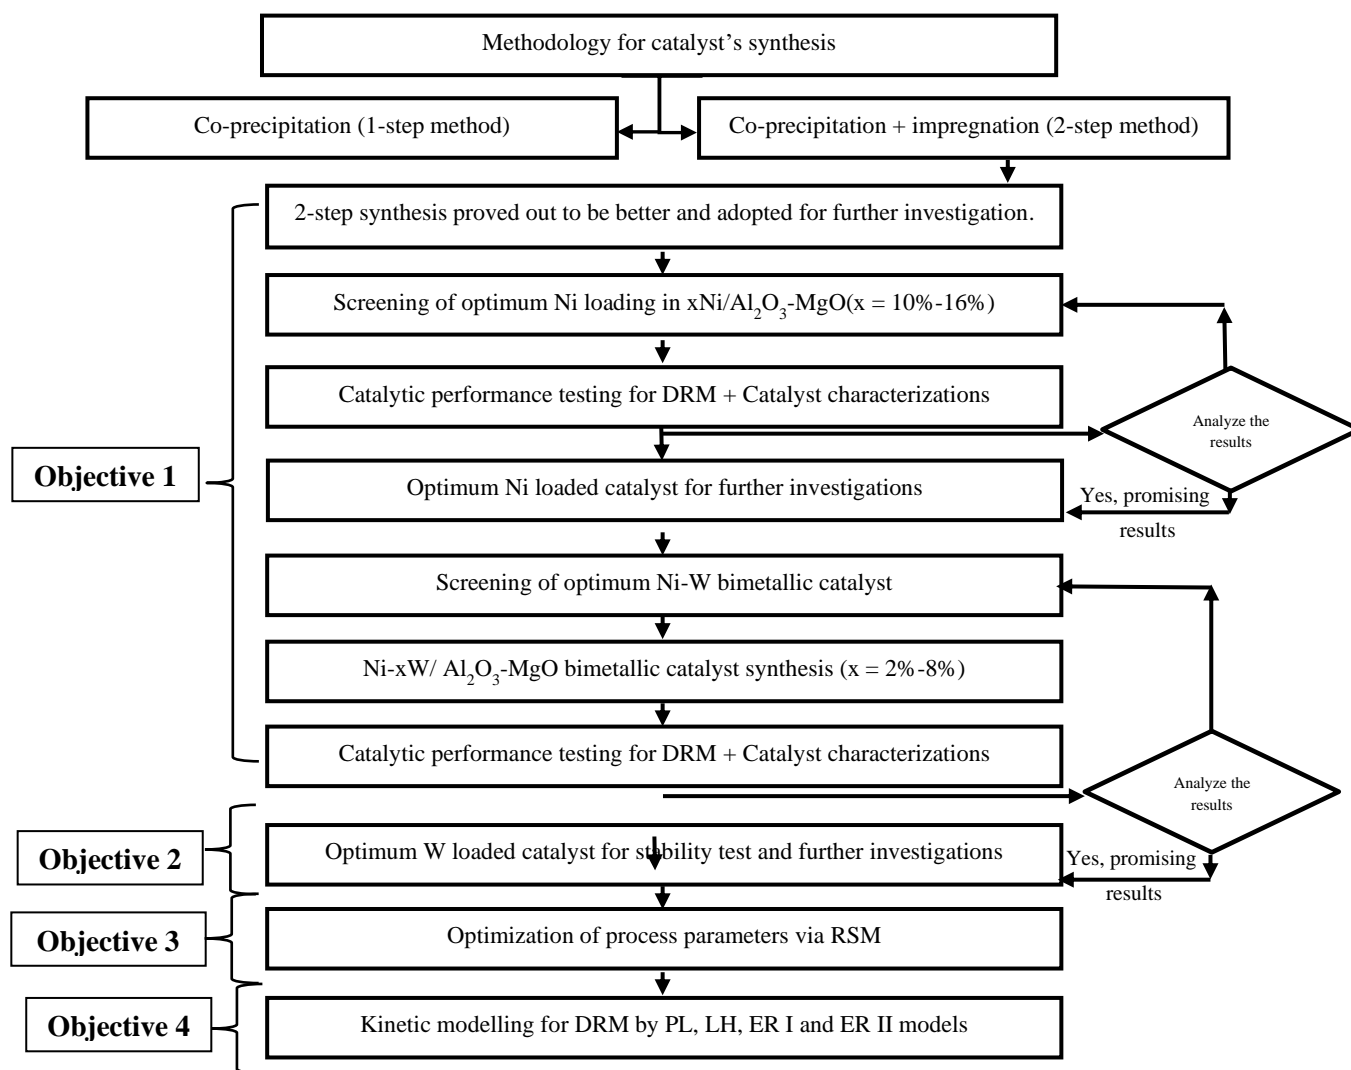 Methodology for catalyst’s synthesis
Co-precipitation (1-step method)
Co-precipitation + impregnation (2-step method)
2-step synthesis proved out to be better and adopted for further investigation.
Screening of optimum Ni loading in xNi/Al₂O₃-MgO(x = 10%-16%)
Catalytic performance testing for DRM + Catalyst characterizations
Analyze the
results
Objective 1
Optimum Ni loaded catalyst for further investigations
Yes, promising
results
Screening of optimum Ni-W bimetallic catalyst
Ni-xW/ Al₂O₃-MgO bimetallic catalyst synthesis (x = 2%-8%)
Catalytic performance testing for DRM + Catalyst characterizations
Analyze the
results
Objective 2
Optimum W loaded catalyst for stability test and further investigations
Yes, promising
results
Objective 3
Optimization of process parameters via RSM
Objective 4
Kinetic modelling for DRM by PL, LH, ER I and ER II models